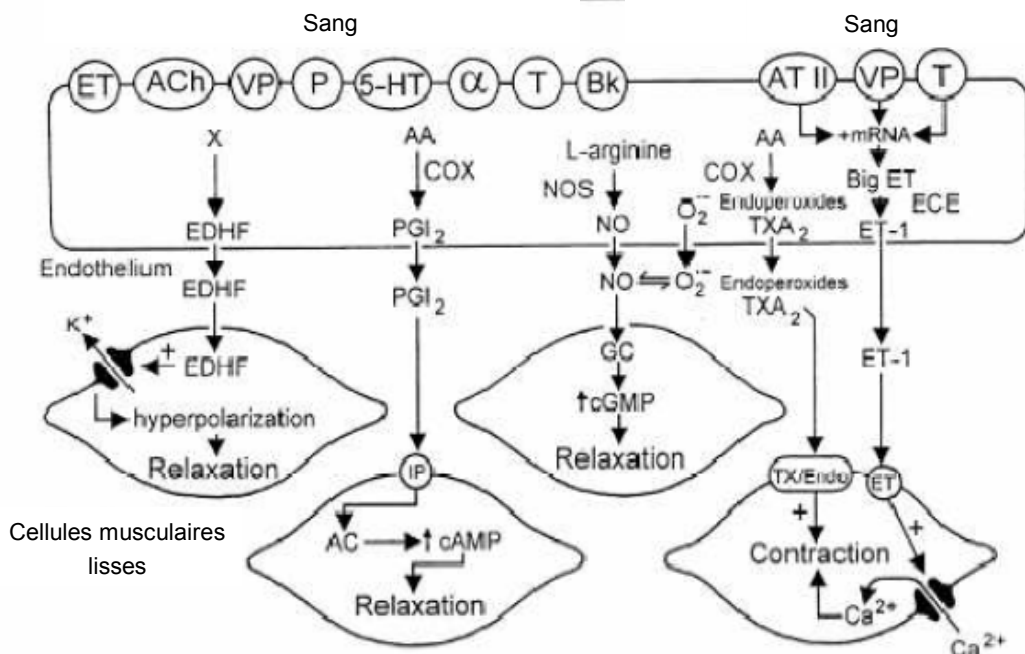 Sang
Sang
ET ACh VP P 5-HT α T Bk
AT II VP T
+mRNA
X
AA
COX
L-arginine
NOS
AA
COX
Big ET
ECE
EDHF
PGI2
NO
O2·−
Endoperoxides
TXA2
ET-1
Endothelium
EDHF
PGI2
NO
O2·−
Endoperoxides
TXA2
K+
+
EDHF
GC
ET-1
hyperpolarization
↑cGMP
Relaxation
Relaxation
IP
TX/Endo
ET
+
+
Cellules musculaires
lisses
AC
↑ cAMP
Contraction
Relaxation
Ca2+
Ca2+